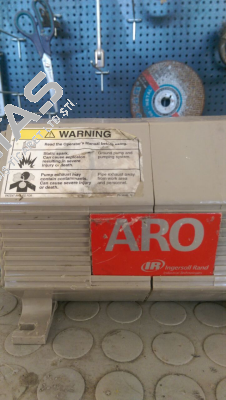 TAS
WARNING
Read the operator's manual before using.
Static spark.
Can cause explosion
resulting in severe
injury or death.
Ground pump and
pumping system.
Pump exhaust may
contain contaminants.
Can cause severe injury
or death.
Pipe exhaust away
from work area
and personnel.
ARO
IR Ingersoll Rand